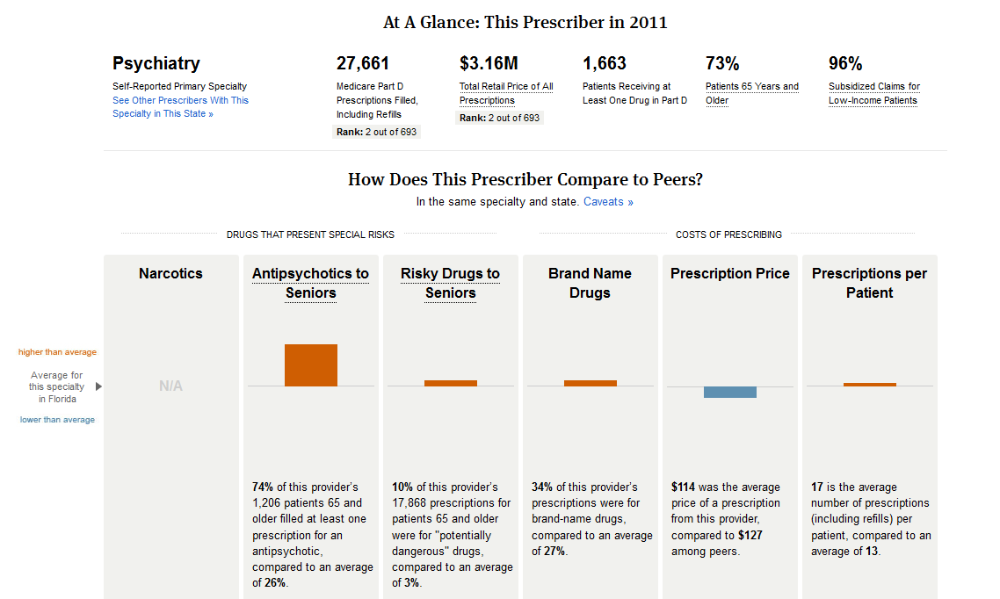 At A Glance: This Prescriber in 2011
Psychiatry
Self-Reported Primary Specialty
See Other Prescribers With This
Specialty in This State »
27,661
Medicare Part D
Prescriptions Filled,
Including Refills
Rank: 2 out of 693
$3.16M
Total Retail Price of All
Prescriptions
Rank: 2 out of 693
1,663
Patients Receiving at
Least One Drug in Part D
73%
Patients 65 Years and
Older
96%
Subsidized Claims for
Low-Income Patients
How Does This Prescriber Compare to Peers?
In the same specialty and state. Caveats »
DRUGS THAT PRESENT SPECIAL RISKS
COSTS OF PRESCRIBING
higher than average
Average for
this specialty
in Florida
lower than average
Narcotics
N/A
Antipsychotics to
Seniors
74% of this provider's
1,206 patients 65 and
older filled at least one
prescription for an
antipsychotic,
compared to an average
of 26%.
Risky Drugs to
Seniors
10% of this provider's
17,868 prescriptions for
patients 65 and older
were for "potentially
dangerous" drugs,
compared to an average
of 3%.
Brand Name
Drugs
34% of this provider's
prescriptions were for
brand-name drugs,
compared to an average
of 27%.
Prescription Price
$114 was the average
price of a prescription
from this provider,
compared to $127
among peers.
Prescriptions per
Patient
17 is the average
number of prescriptions
(including refills) per
patient, compared to an
average of 13.